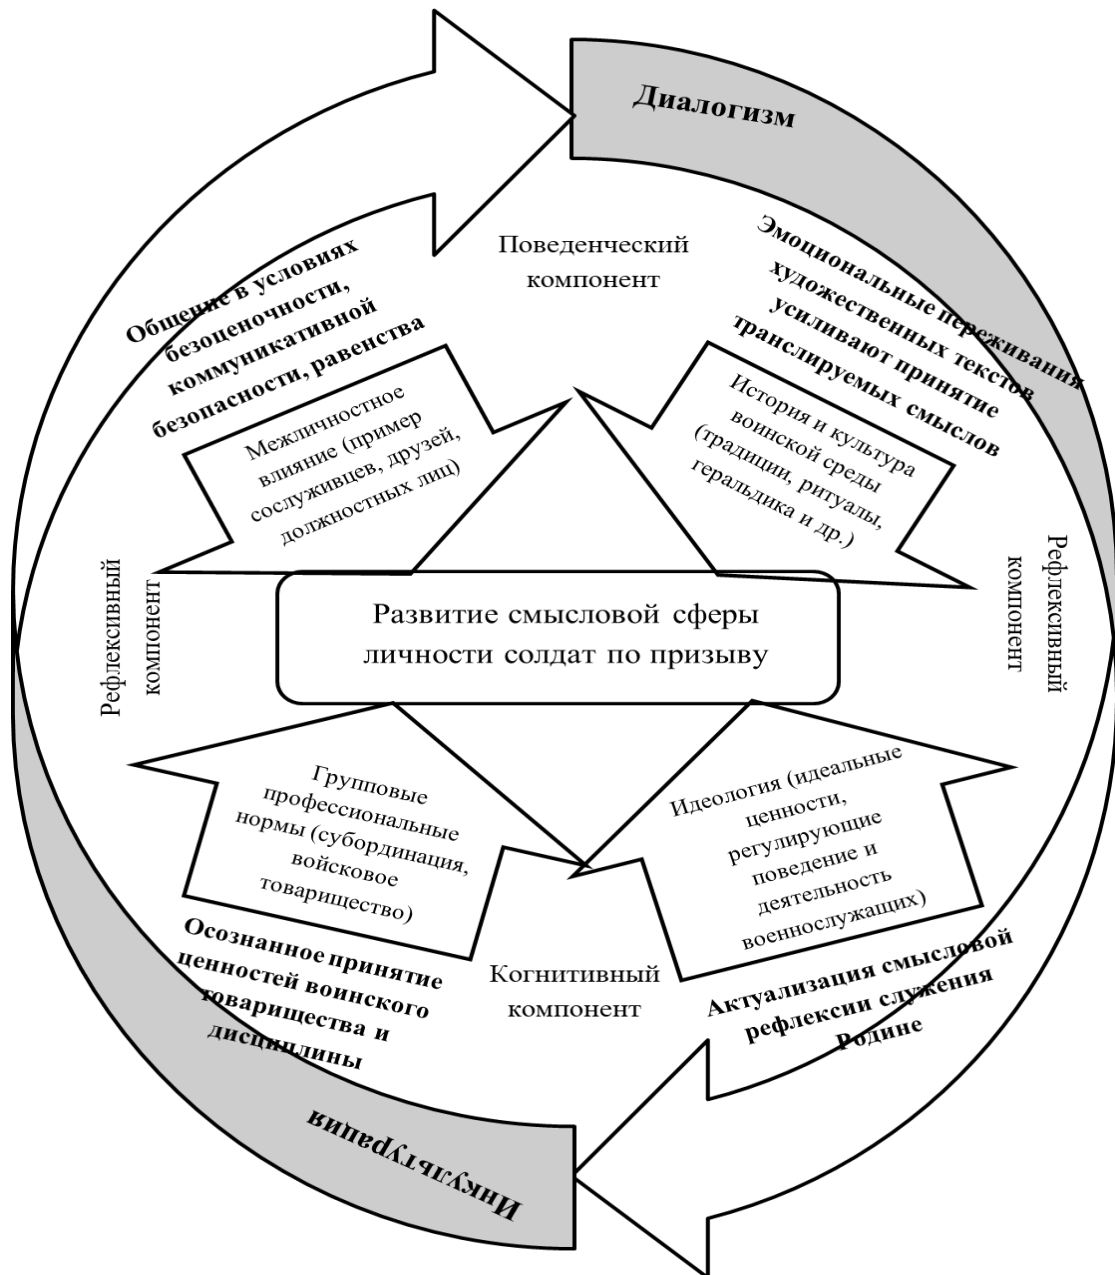 Диалогизм
Поведенческий
компонент
Общение в условиях
безоценочности,
коммуникативной
безопасности, равенства
Эмоциональные переживания
художественных текстов
усиливают принятие
транслируемых смыслов
Межличностное
влияние (пример
сослуживцев, друзей,
должностных лиц)
История и культура
воинской среды
(традиции, ритуалы,
геральдика и др.)
Рефлексивный
компонент
Рефлексивный
компонент
Развитие смысловой сферы
личности солдат по призыву
Групповые
профессиональные
нормы (субординация,
войсковое
товарищество)
Идеология (идеальные
ценности,
регулирующие
поведение и
деятельность
военнослужащих)
Осознанное принятие
ценностей воинского
товарищества и
дисциплины
Когнитивный
компонент
Актуализация смысловой
рефлексии служения
Родине
Инкультурация